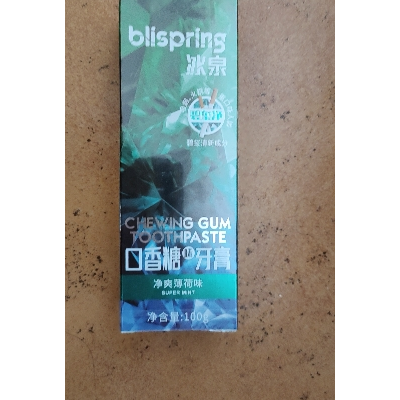 blispring
冰泉
CHEWING GUM
TOOTHPASTE
口香糖牙膏
净爽薄荷味
SUPER MINT
净含量:180g